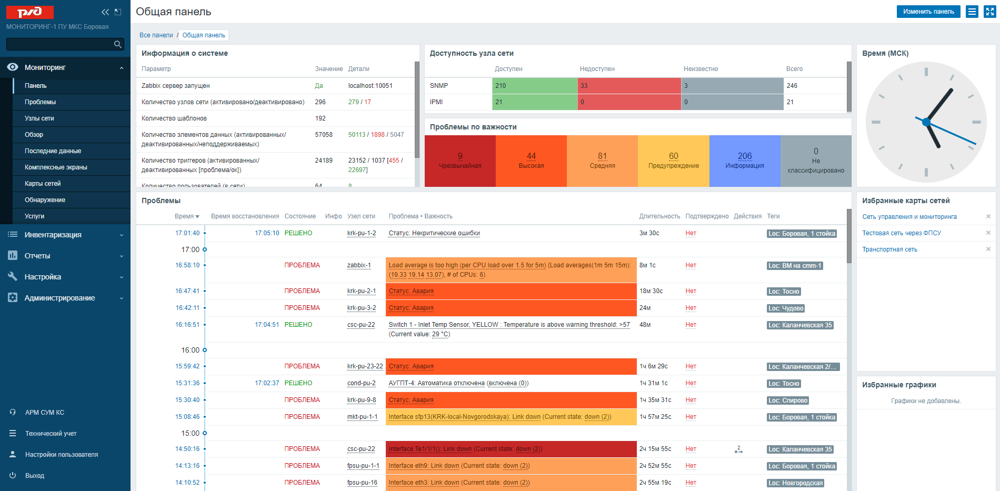 РЖД
МОНИТОРИНГ-1 ПУ МКС Боровая
Мониторинг
Панель
Проблемы
Узлы сети
Обзор
Последние данные
Комплексные экраны
Карты сетей
Обнаружение
Услуги
Инвентаризация
Отчеты
Настройка
Администрирование
АРМ СУМ КС
Технический учет
Настройки пользователя
Выход
Общая панель
Изменить панель
Все панели / Общая панель
Информация о системе
Параметр Значение Детали
Zabbix сервер запущен Да localhost:10051
Количество узлов сети (активировано/деактивировано) 296 279 / 17
Количество шаблонов 192
Количество элементов данных (активированных/ 57058 50113 / 1898 / 5047
деактивированных/неподдерживаемых)
Количество триггеров (активированных/ 24189 23152 / 1037 [455 /
деактивированных [проблема/ок]) 22697]
Количество пользователей (в сети) 64 8
Доступность узла сети
Доступен Недоступен Неизвестно Всего
SNMP 210 33 3 246
IPMI 21 0 0 21
Проблемы по важности
9 44 81 60 206 0
Чрезвычайная Высокая Средняя Предупреждение Информация Не
классифицировано
Время (МСК)
Проблемы
Время Время восстановления Состояние Инфо Узел сети Проблема • Важность Длительность Подтверждено Действия Теги
17:01:40 17:05:10 РЕШЕНО krk-pu-1-2 Статус: Некритические ошибки 3м 30с Нет Loc: Боровая, 1 стойка
17:00
16:58:10 ПРОБЛЕМА zabbix-1 Load average is too high (per CPU load over 1.5 for 5m) (Load averages(1m 5m 15m): 8м 1с Нет Loc: ВМ на cmm-1
(19.33 19.14 13.07), # of CPUs: 6)
16:47:41 ПРОБЛЕМА krk-pu-2-1 Статус: Авария 18м 30с Нет Loc: Тосно
16:42:11 ПРОБЛЕМА krk-pu-3-2 Статус: Авария 24м Нет Loc: Чудово
16:16:51 17:04:51 РЕШЕНО csc-pu-22 Switch 1 - Inlet Temp Sensor, YELLOW : Temperature is above warning threshold: >57 48м Нет Loc: Каланчевская 35
(Current value: 29 °C)
16:00
15:59:42 ПРОБЛЕМА krk-pu-23-22 Статус: Авария 1ч 6м 29с Нет Loc: Каланчевская 2/...
15:31:36 17:02:37 РЕШЕНО cond-pu-2 АУГПТ-4: Автоматика отключена (включена (0)) 1ч 31м 1с Нет Loc: Тосно
15:30:40 ПРОБЛЕМА krk-pu-9-8 Статус: Авария 1ч 35м 31с Нет Loc: Спирово
15:08:46 ПРОБЛЕМА mkt-pu-1-1 Interface sfp13(KRK-local-Novgorodskaya): Link down (Current state: down (2)) 1ч 57м 25с Нет Loc: Боровая, 1 стойка
15:00
14:50:16 ПРОБЛЕМА csc-pu-22 Interface Te1/1/1(): Link down (Current state: down (2)) 2ч 15м 55с Нет 2 Loc: Каланчевская 35
14:13:16 ПРОБЛЕМА fpsu-pu-1-1 Interface eth9: Link down (Current state: down (2)) 2ч 52м 55с Нет Loc: Боровая, 1 стойка
14:10:52 ПРОБЛЕМА fpsu-pu-16 Interface eth3: Link down (Current state: down (2)) 2ч 55м 19с Нет Loc: Новгородская
Избранные карты сетей
Сеть управления и мониторинга
Тестовая сеть через ФПСУ
Транспортная сеть
Избранные графики
Графики не добавлены.